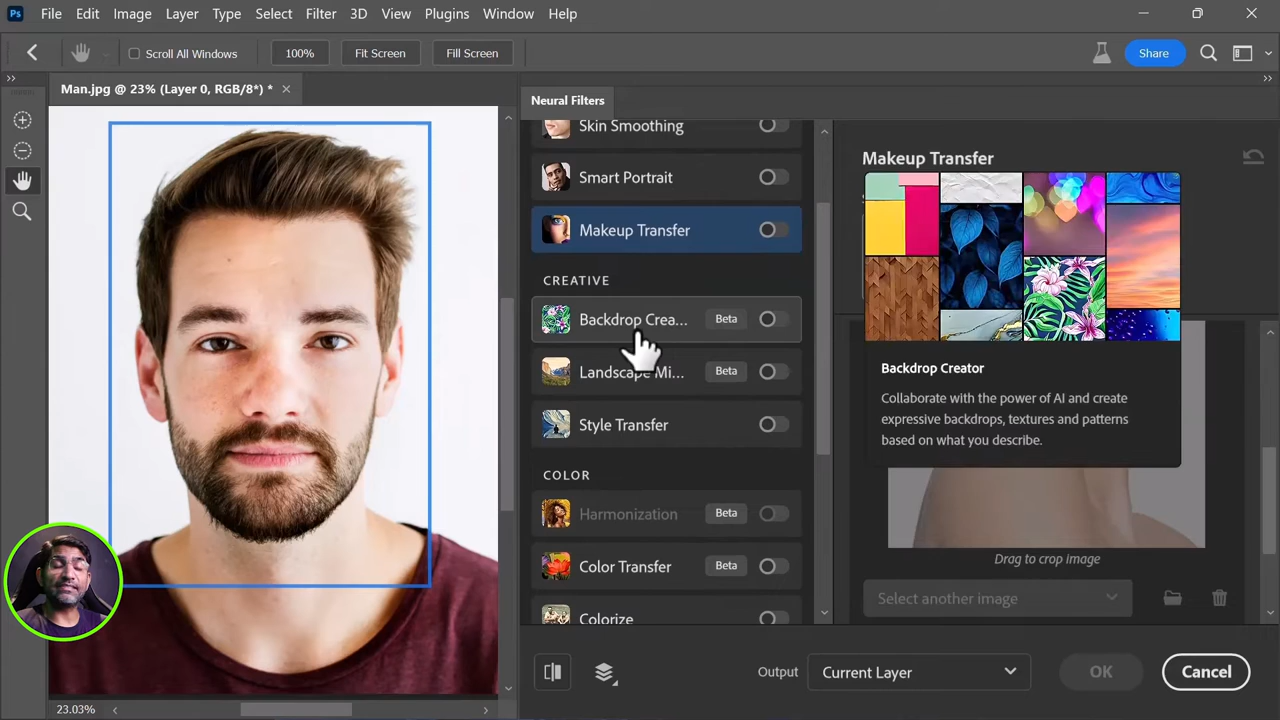 Ps File Edit Image Layer Type Select Filter 3D View Plugins Window Help
Scroll All Windows 100% Fit Screen Fill Screen Share
Man.jpg @ 23% (Layer 0, RGB/8*) *
Neural Filters
Skin Smoothing
Smart Portrait
Makeup Transfer
CREATIVE
Backdrop Crea... Beta
Landscape Mi... Beta
Style Transfer
COLOR
Harmonization Beta
Color Transfer Beta
Colorize
Makeup Transfer
Backdrop Creator
Collaborate with the power of AI and create
expressive backdrops, textures and patterns
based on what you describe.
Drag to crop image
Select another image
Output Current Layer OK Cancel
23.03%